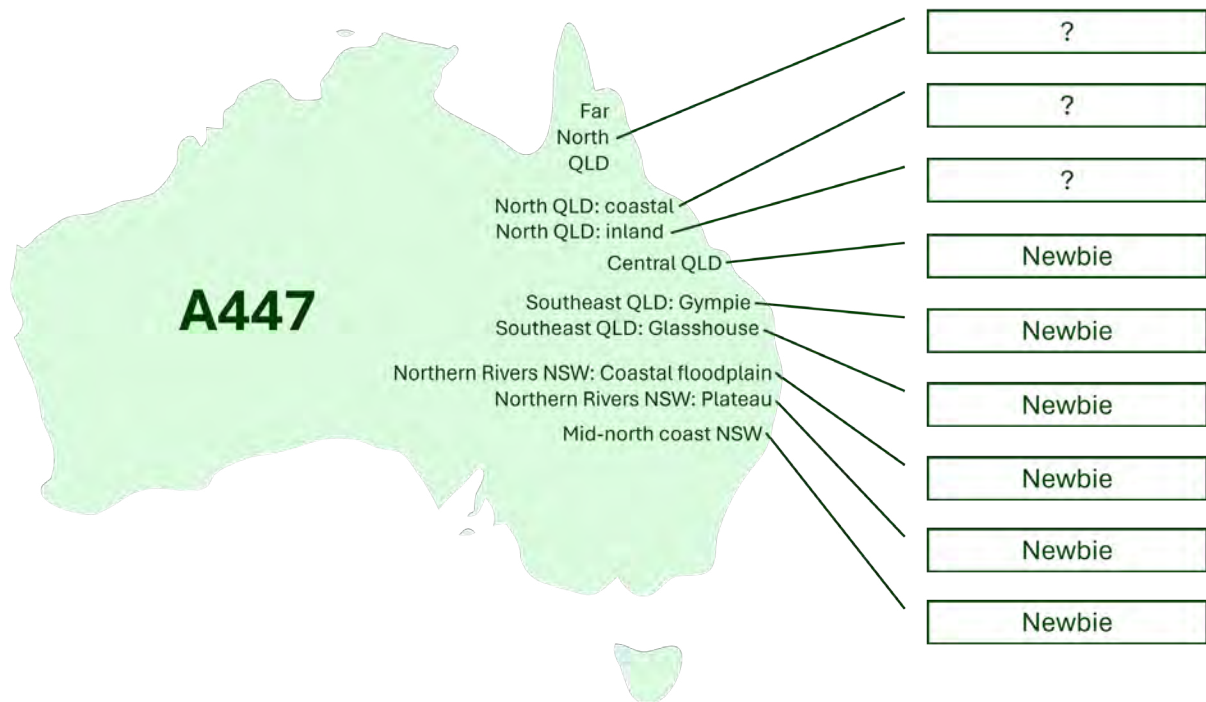 ?
Far
North
QLD
?
?
North QLD: coastal
North QLD: inland
Newbie
Central QLD
A447
Southeast QLD: Gympie
Newbie
Southeast QLD: Glasshouse
Northern Rivers NSW: Coastal floodplain
Newbie
Northern Rivers NSW: Plateau
Mid-north coast NSW
Newbie
Newbie
Newbie